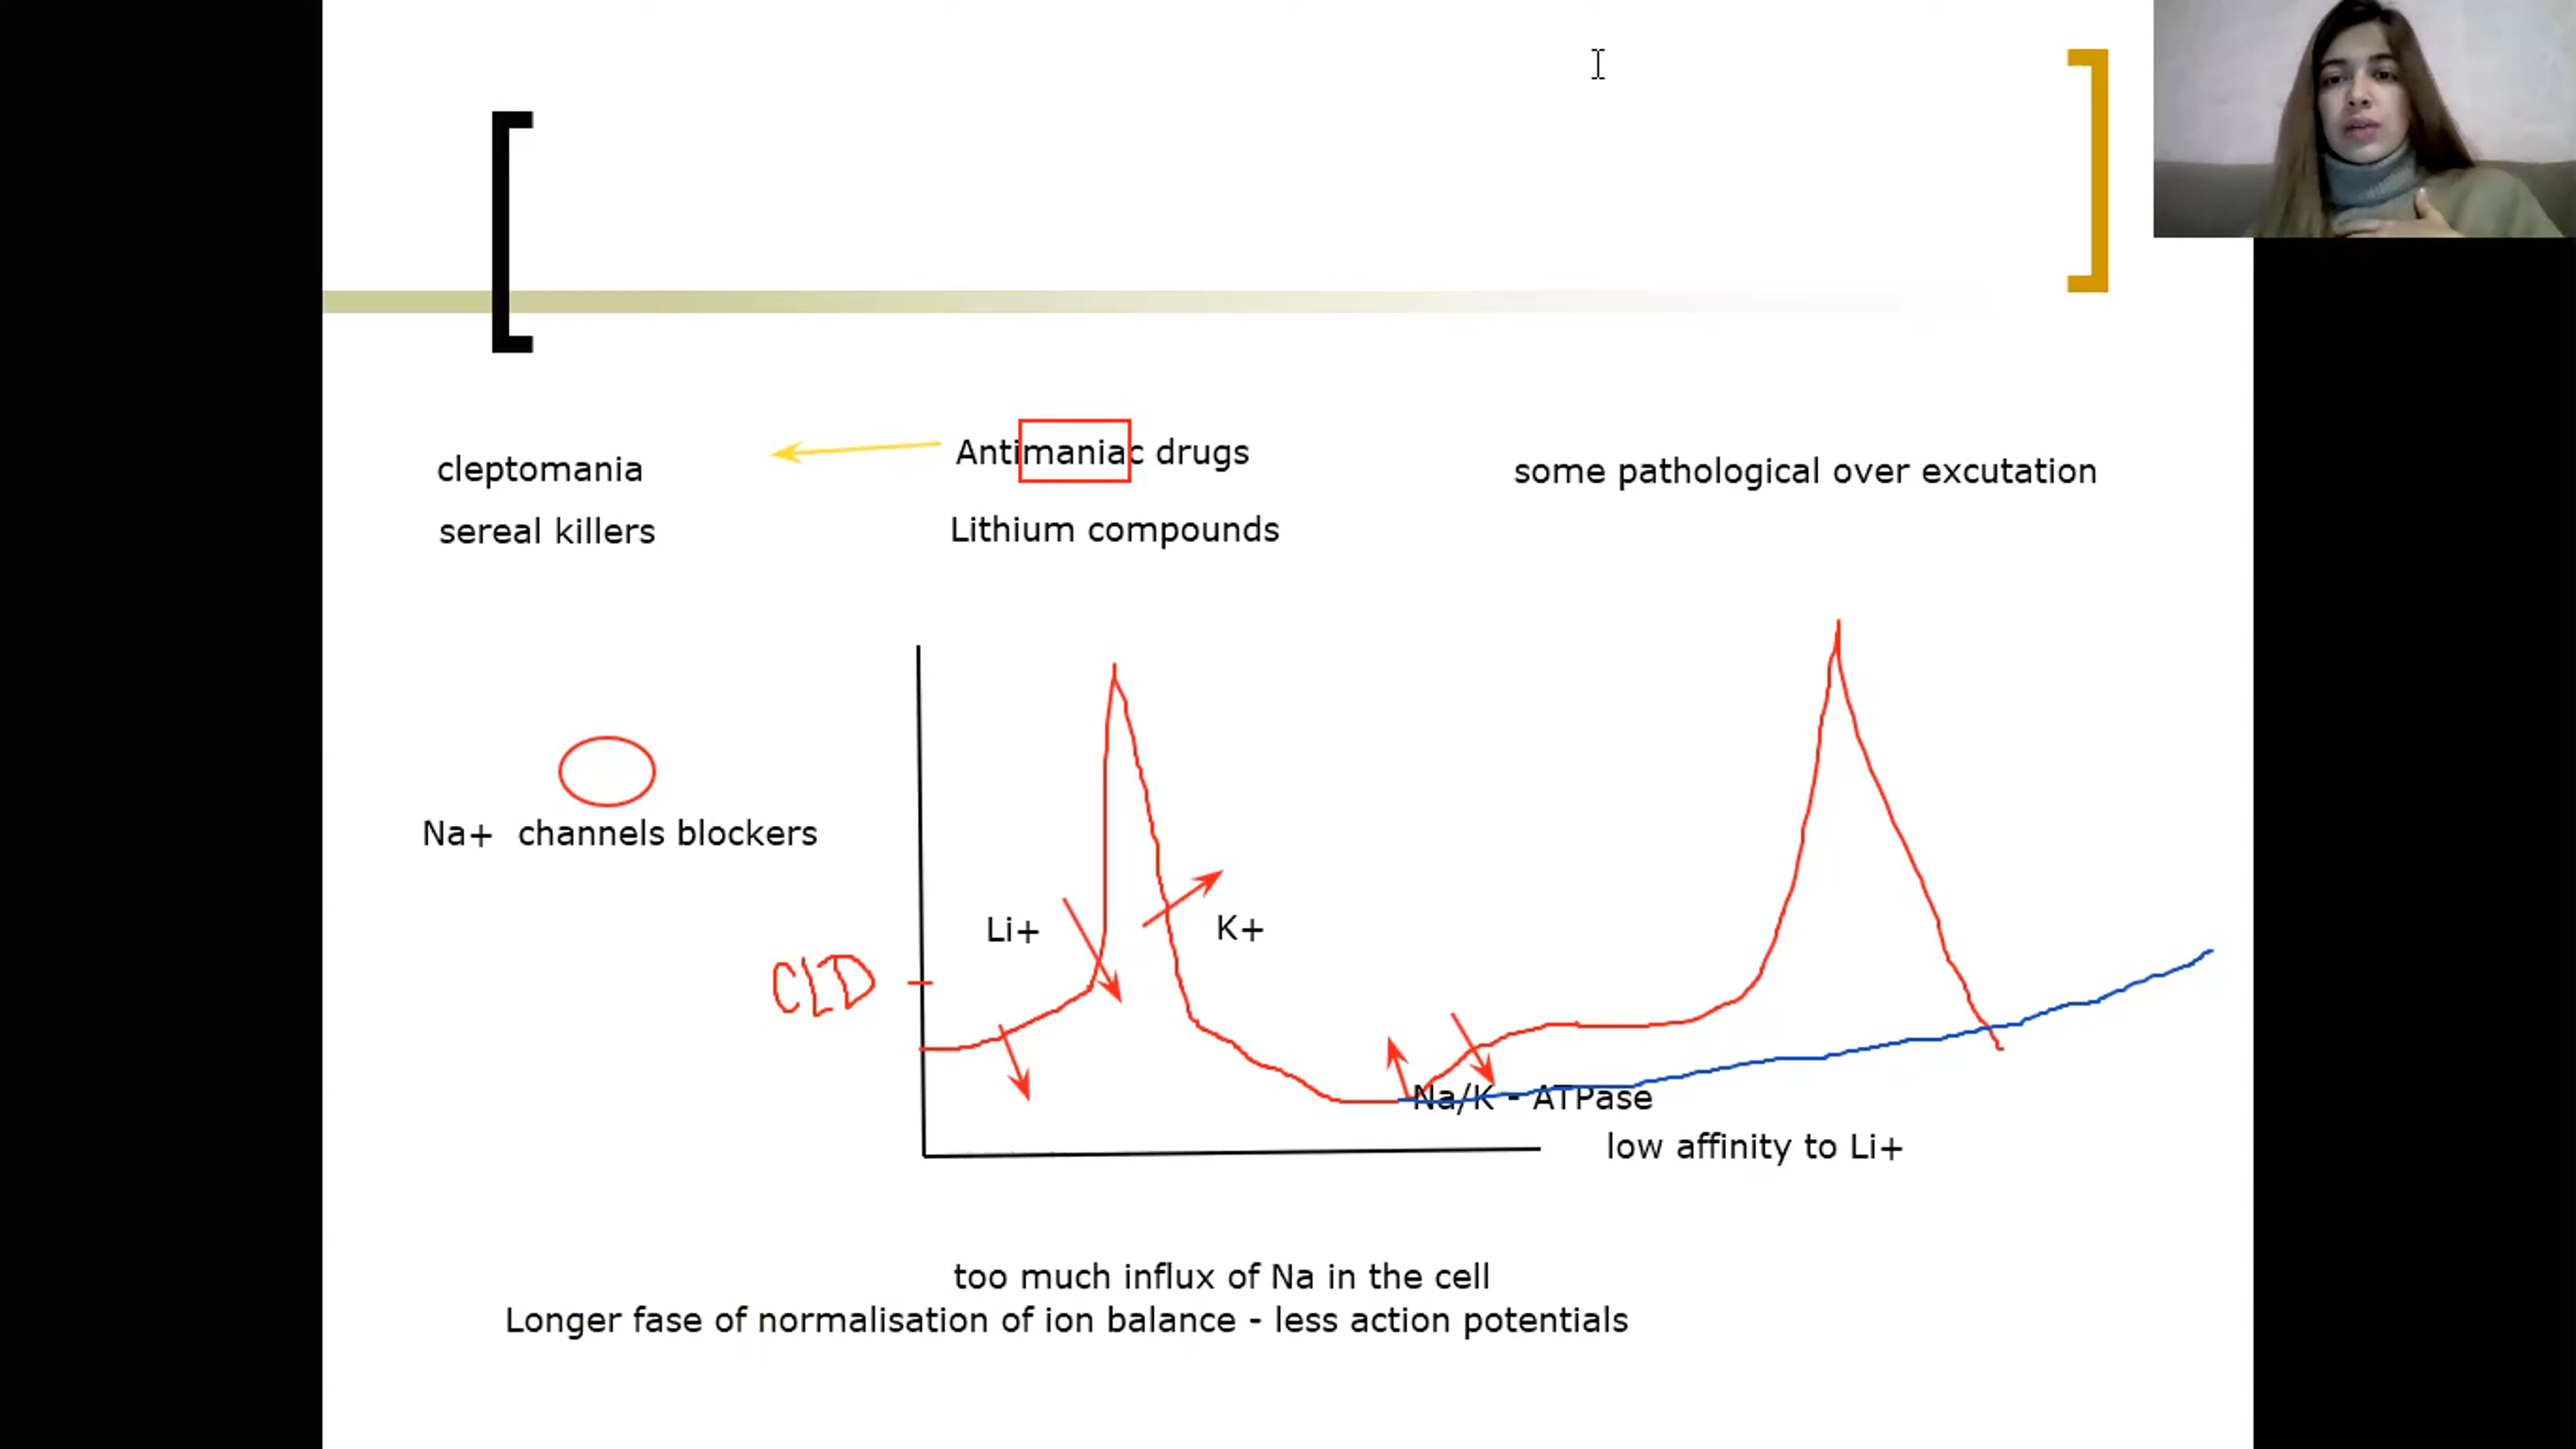 Antimaniac drugs
cleptomania
some pathological over excutation
sereal killers
Lithium compounds
Na+ channels blockers
Li+
K+
CLD
Na/K - ATPase
low affinity to Li+
too much influx of Na in the cell
Longer fase of normalisation of ion balance - less action potentials